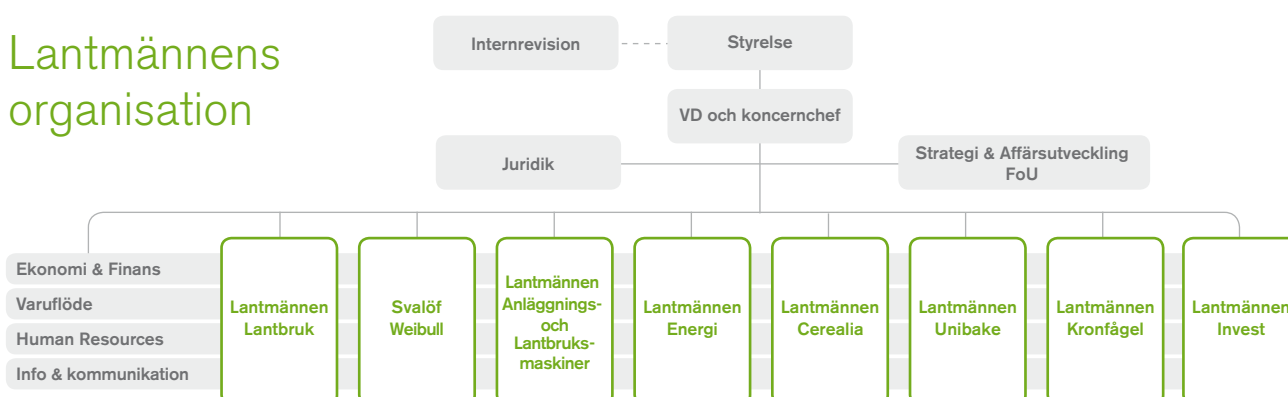 Lantmännens
organisation
Internrevision
Styrelse
VD och koncernchef
Juridik
Strategi & Affärsutveckling
FoU
Ekonomi & Finans
Varuflöde
Human Resources
Info & kommunikation
Lantmännen
Lantbruk
Svalöf
Weibull
Lantmännen
Anläggnings-
och
Lantbruks-
maskiner
Lantmännen
Energi
Lantmännen
Cerealia
Lantmännen
Unibake
Lantmännen
Kronfågel
Lantmännen
Invest